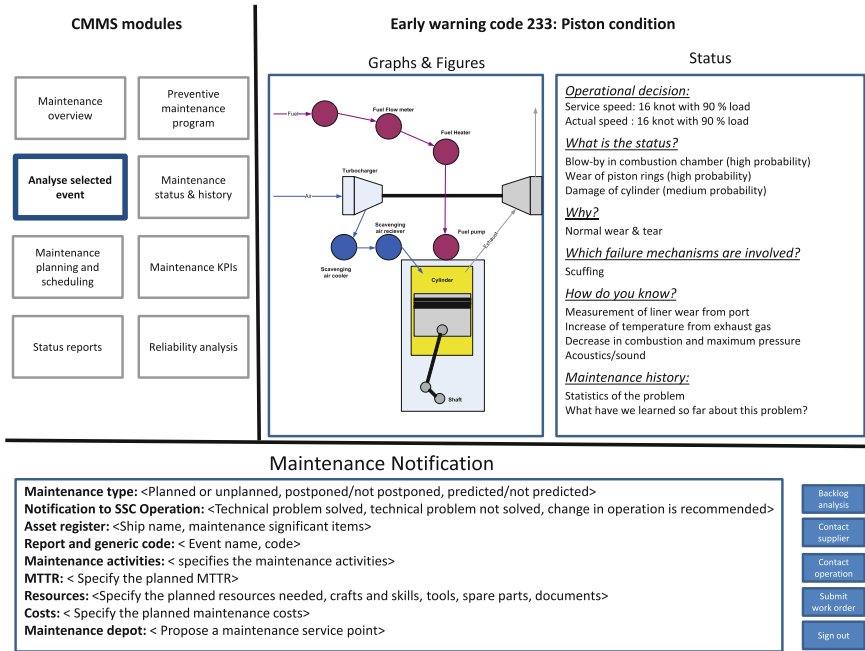 CMMS modules
Early warning code 233: Piston condition
Maintenance
overview
Preventive
maintenance
program
Analyse selected
event
Maintenance
status & history
Maintenance
planning and
scheduling
Maintenance KPIs
Status reports
Reliability analysis
Graphs & Figures
Fuel
Fuel Flow meter
Fuel Heater
Turbocharger
Air
Scavenging
air reciever
Fuel pump
Exhaust
Scavenging
air cooler
Cylinder
Shaft
Status
Operational decision:
Service speed: 16 knot with 90 % load
Actual speed : 16 knot with 90 % load
What is the status?
Blow-by in combustion chamber (high probability)
Wear of piston rings (high probability)
Damage of cylinder (medium probability)
Why?
Normal wear & tear
Which failure mechanisms are involved?
Scuffing
How do you know?
Measurement of liner wear from port
Increase of temperature from exhaust gas
Decrease in combustion and maximum pressure
Acoustics/sound
Maintenance history:
Statistics of the problem
What have we learned so far about this problem?
Maintenance Notification
Maintenance type: <Planned or unplanned, postponed/not postponed, predicted/not predicted>
Notification to SSC Operation: <Technical problem solved, technical problem not solved, change in operation is recommended>
Asset register: <Ship name, maintenance significant items>
Report and generic code: < Event name, code>
Maintenance activities: < specifies the maintenance activities>
MTTR: < Specify the planned MTTR>
Resources: <Specify the planned resources needed, crafts and skills, tools, spare parts, documents>
Costs: < Specify the planned maintenance costs>
Maintenance depot: < Propose a maintenance service point>
Backlog
analysis
Contact
supplier
Contact
operation
Submit
work order
Sign out